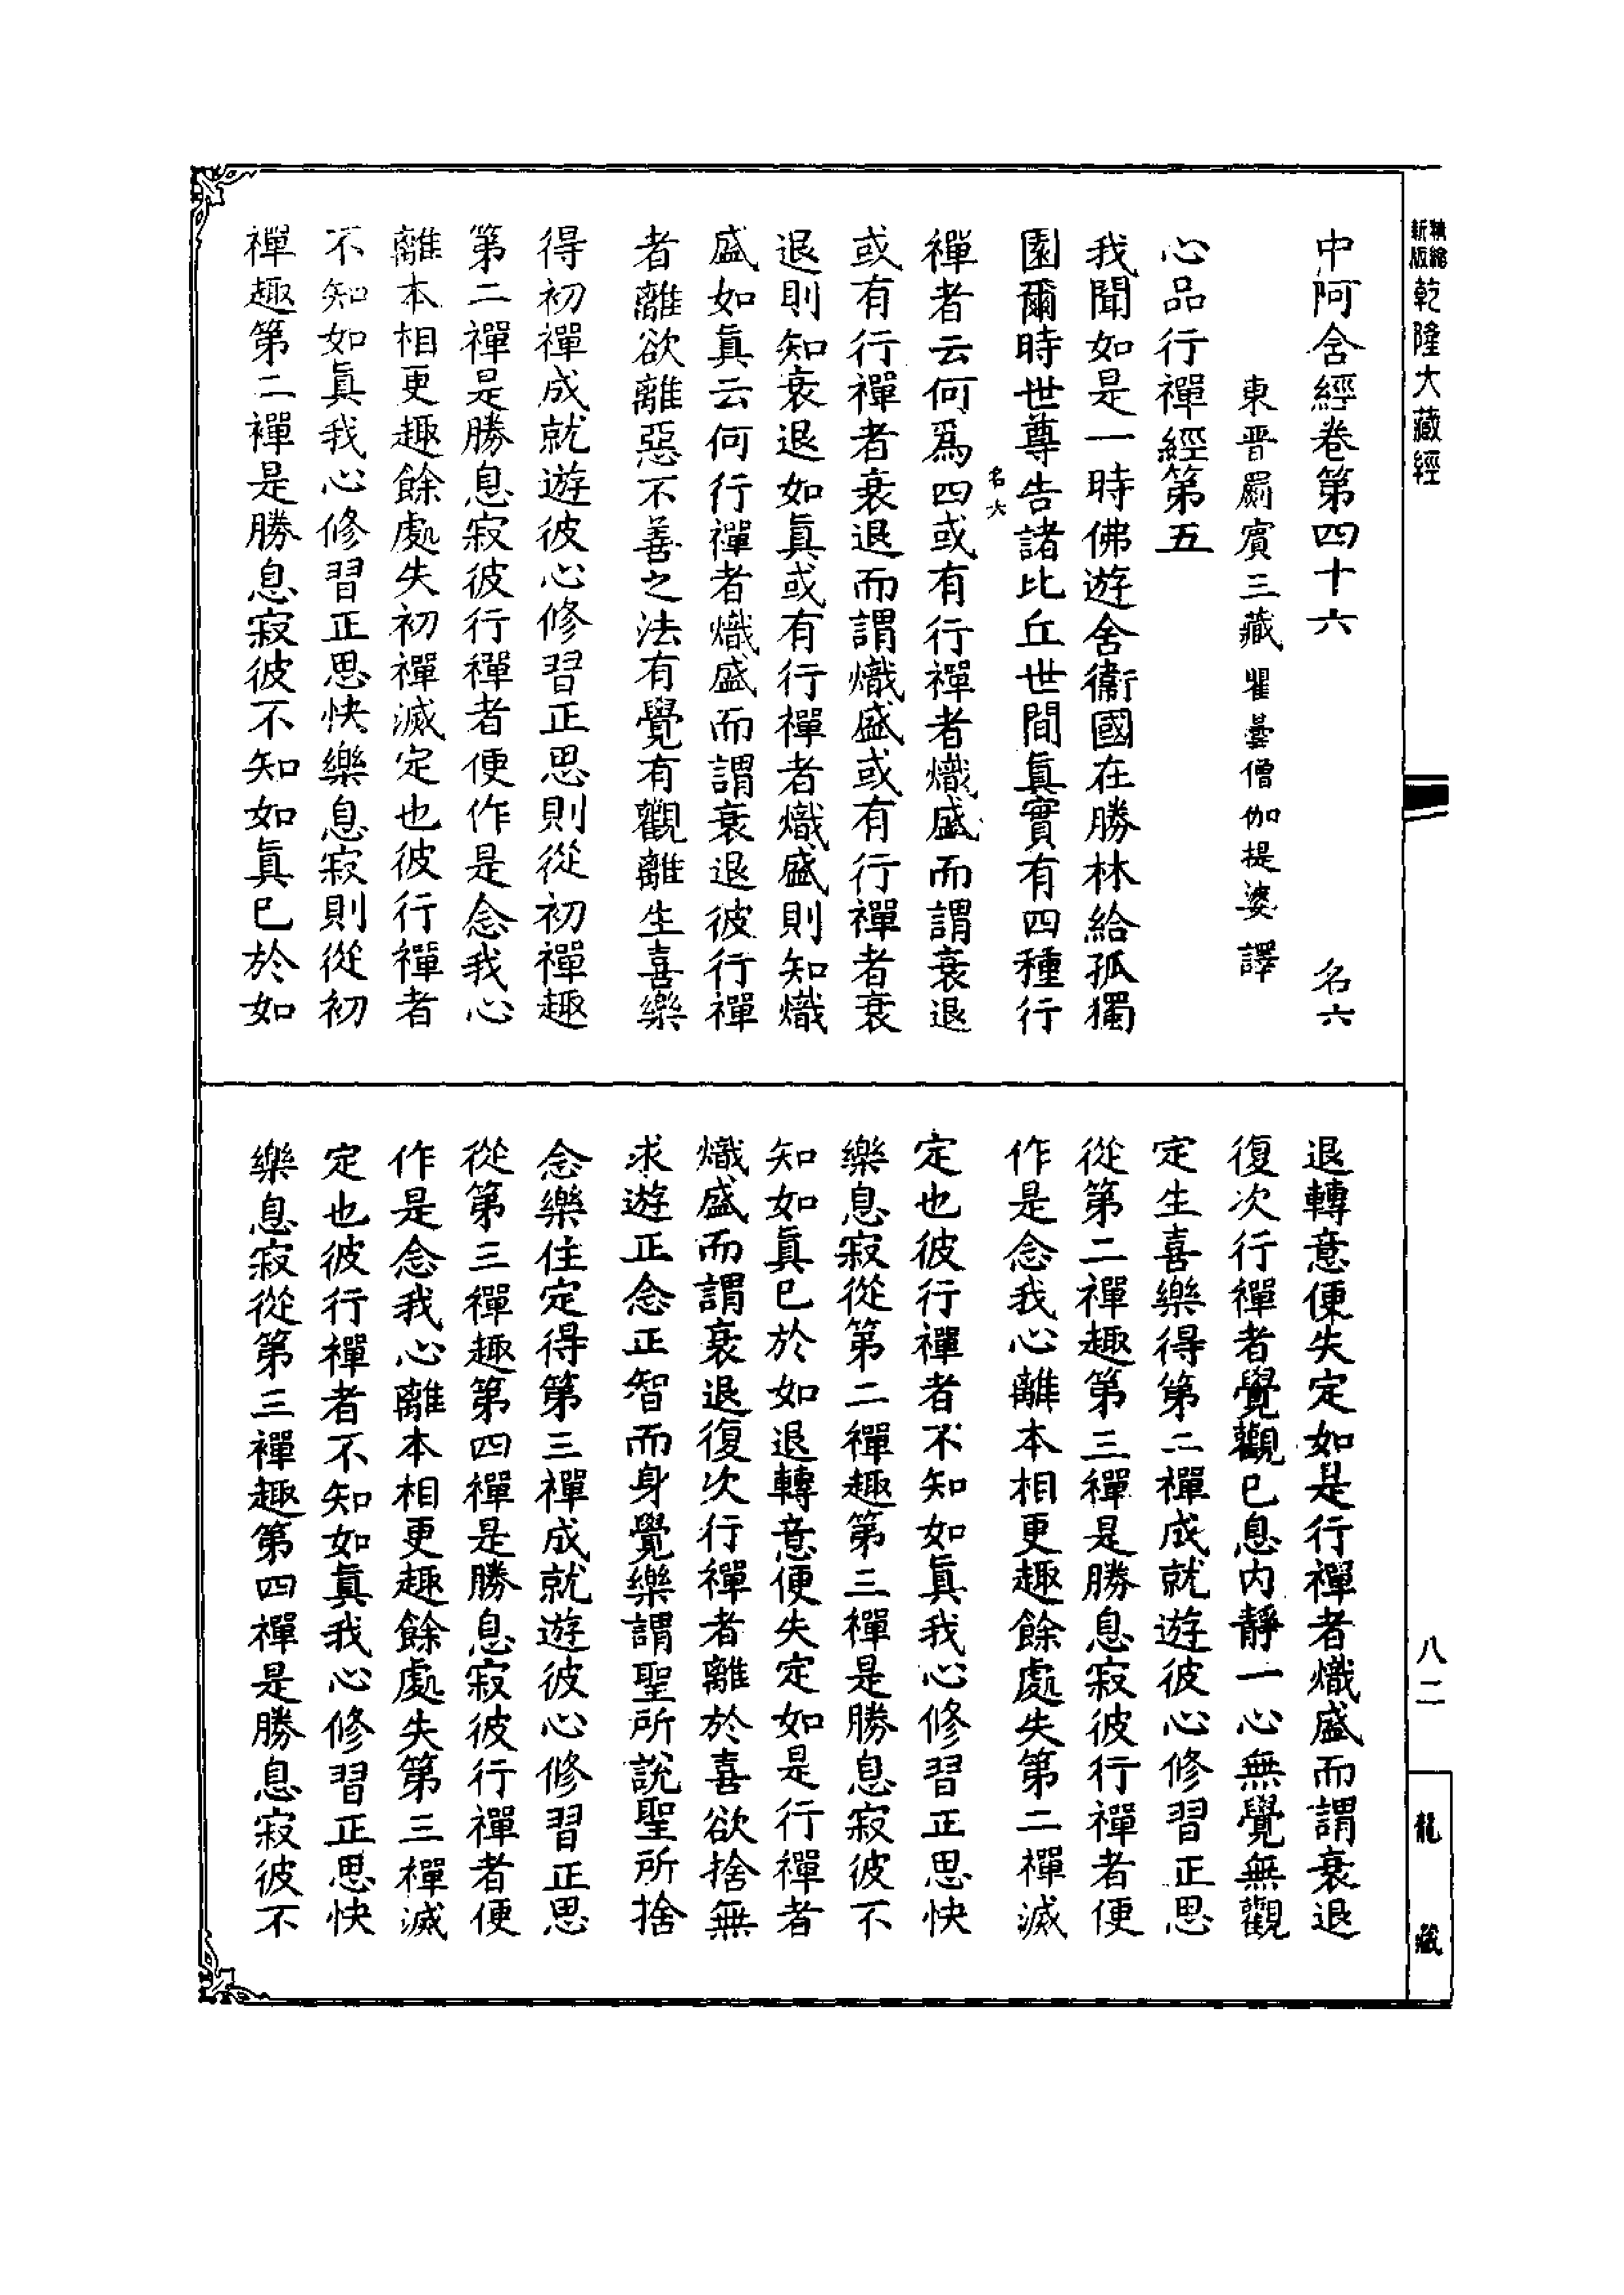 新版縮乾隆大藏經
中阿含經卷第四十六 名六
東晉罽賓三藏瞿曇僧伽提婆譯
心品行禪經第五
我聞如是一時佛遊舍衞國在勝林給孤獨
園爾時世尊告諸比丘世間眞實有四種行
名六
禪者云何爲四或有行禪者熾盛而謂衰退
或有行禪者衰退而謂熾盛或有行禪者衰
退則知衰退如眞或有行禪者熾盛則知熾
盛如眞云何行禪者熾盛而謂衰退彼行禪
者離欲離惡不善之法有覺有觀離生喜樂
得初禪成就遊彼心修習正思則從初禪趣
第二禪是勝息寂彼行禪者便作是念我心
離本相更趣餘處失初禪滅定也彼行禪者
不知如眞我心修習正思快樂息寂則從初
禪趣第二禪是勝息寂彼不知如眞已於如
退轉意便失定如是行禪者熾盛而謂衰退
復次行禪者覺觀已息內靜一心無覺無觀
定生喜樂得第二禪成就遊彼心修習正思
從第二禪趣第三禪是勝息寂彼行禪者便
作是念我心離本相更趣餘處失第二禪滅
定也彼行禪者不知如眞我心修習正思快
樂息寂從第二禪趣第三禪是勝息寂彼不
知如眞已於如退轉意便失定如是行禪者
熾盛而謂衰退復次行禪者離於喜欲捨無
求遊正念正智而身覺樂謂聖所說聖所捨
念樂住定得第三禪成就遊彼心修習正思
從第三禪趣第四禪是勝息寂彼行禪者便
作是念我心離本相更趣餘處失第三禪滅
定也彼行禪者不知如眞我心修習正思快
樂息寂從第三禪趣第四禪是勝息寂彼不
八二
龍藏